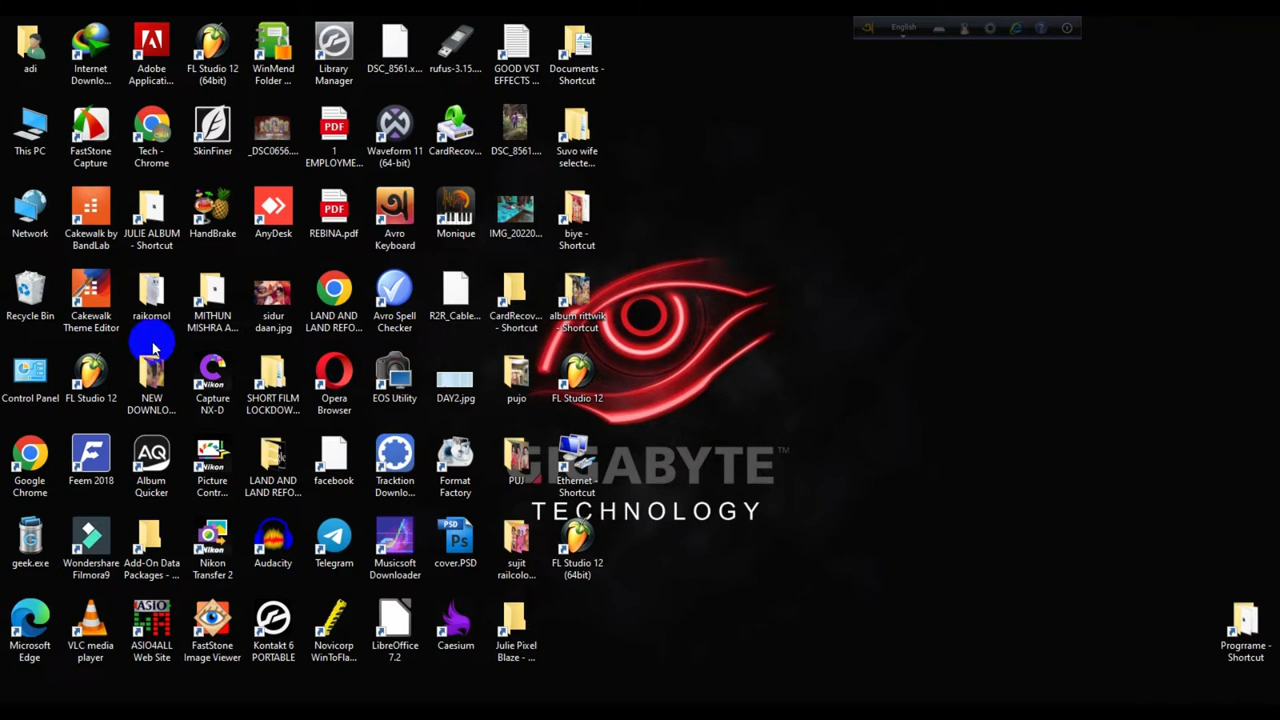 English
adi
Internet
Downlo...
Adobe
Applicati...
FL Studio 12
(64bit)
WinMend
Folder ...
Library
Manager
DSC_8561.x...
rufus-3.15....
GOOD VST
EFFECTS ...
Documents -
Shortcut
This PC
FastStone
Capture
Tech -
Chrome
SkinFiner
_DSC0656....
1
EMPLOYME...
Waveform 11
(64-bit)
CardRecov...
DSC_8561....
Suvo wife
selecte...
Network
Cakewalk by
BandLab
JULIE ALBUM
- Shortcut
HandBrake
AnyDesk
REBINA.pdf
Avro
Keyboard
Monique
IMG_20220...
biye -
Shortcut
Recycle Bin
Cakewalk
Theme Editor
raikomol
MITHUN
MISHRA A...
sidur
daan.jpg
LAND AND
LAND REFO...
Avro Spell
Checker
R2R_Cable...
CardRecov...
- Shortcut
album rittwik
- Shortcut
Control Panel
FL Studio 12
NEW
DOWNLO...
Capture
NX-D
SHORT FILM
LOCKDOW...
Opera
Browser
EOS Utility
DAY2.jpg
pujo
FL Studio 12
Google
Chrome
Feem 2018
Album
Quicker
Picture
Contr...
LAND AND
LAND REFO...
facebook
Tracktion
Downlo...
Format
Factory
PUJ
Ethernet -
Shortcut
GIGABYTE™
TECHNOLOGY
geek.exe
Wondershare
Filmora9
Add-On Data
Packages - ...
Nikon
Transfer 2
Audacity
Telegram
Musicsoft
Downloader
cover.PSD
sujit
railcolo...
FL Studio 12
(64bit)
Microsoft
Edge
VLC media
player
ASIO4ALL
Web Site
FastStone
Image Viewer
Kontakt 6
PORTABLE
Novicorp
WinToFla...
LibreOffice
7.2
Caesium
Julie Pixel
Blaze - ...
Programe -
Shortcut